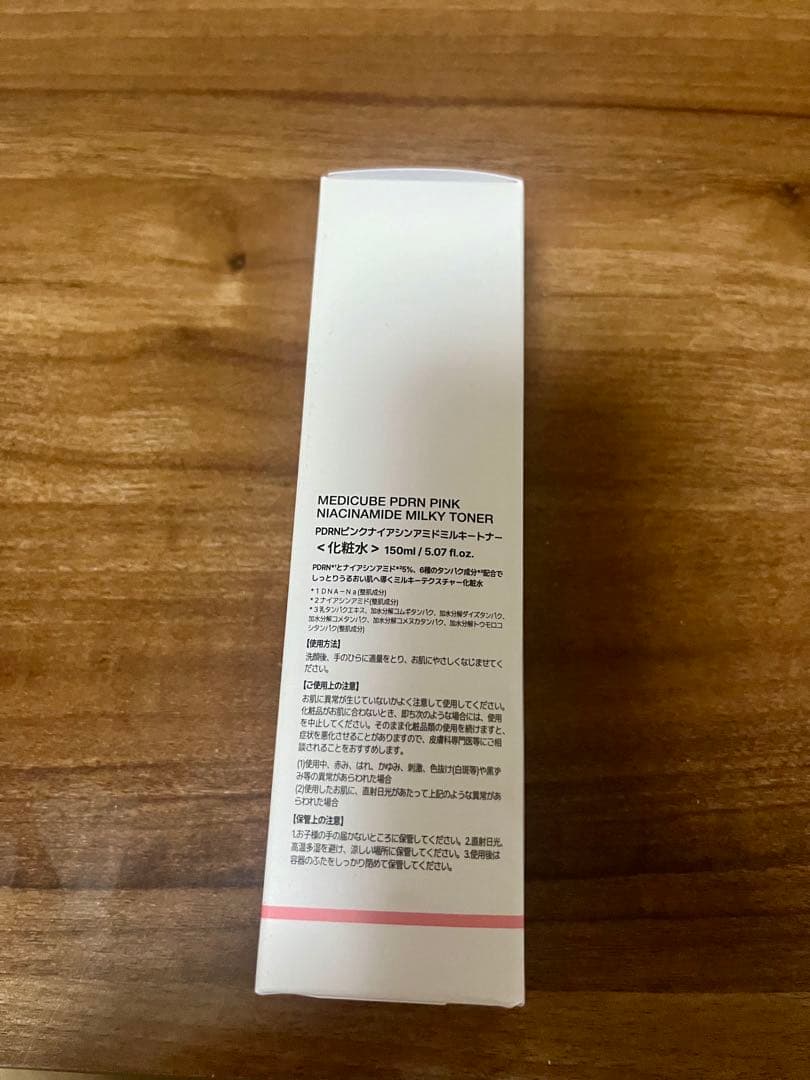 MEDICUBE PDRN PINK
NIACINAMIDE MILKY TONER
PDRNピンクナイアシンアミドミルキートナー
<化粧水> 150ml / 5.07 fl.oz.
PDRN*¹とナイアシンアミド*²5%、6種のタンパク成分*³配合で
しっとりうるおい肌へ導くミルキーテクスチャー化粧水
*1 DNA-Na(整肌成分)
*2ナイアシンアミド(整肌成分)
*3乳タンパクエキス、加水分解コムギタンパク、加水分解ダイズタンパク、
加水分解コメタンパク、加水分解コメヌカタンパク、加水分解トウモロコ
シタンパク(整肌成分)
【使用方法】
洗顔後、手のひらに適量をとり、お肌にやさしくなじませてく
ださい。
【ご使用上の注意】
お肌に異常が生じていないかよく注意して使用してください。
化粧品がお肌に合わないとき、即ち次のような場合には、使用
を中止してください。そのまま化粧品類の使用を続けますと、
症状を悪化させることがありますので、皮膚科専門医等にご相
談されることをおすすめします。
(1)使用中、赤み、はれ、かゆみ、刺激、色抜け(白斑等)や黒ず
み等の異常があらわれた場合
(2)使用したお肌に、直射日光があたって上記のような異常があ
らわれた場合
【保管上の注意】
1.お子様の手の届かないところに保管してください。2.直射日光、
高温多湿を避け、涼しい場所に保管してください。3.使用後は
容器のふたをしっかり閉めて保管してください。